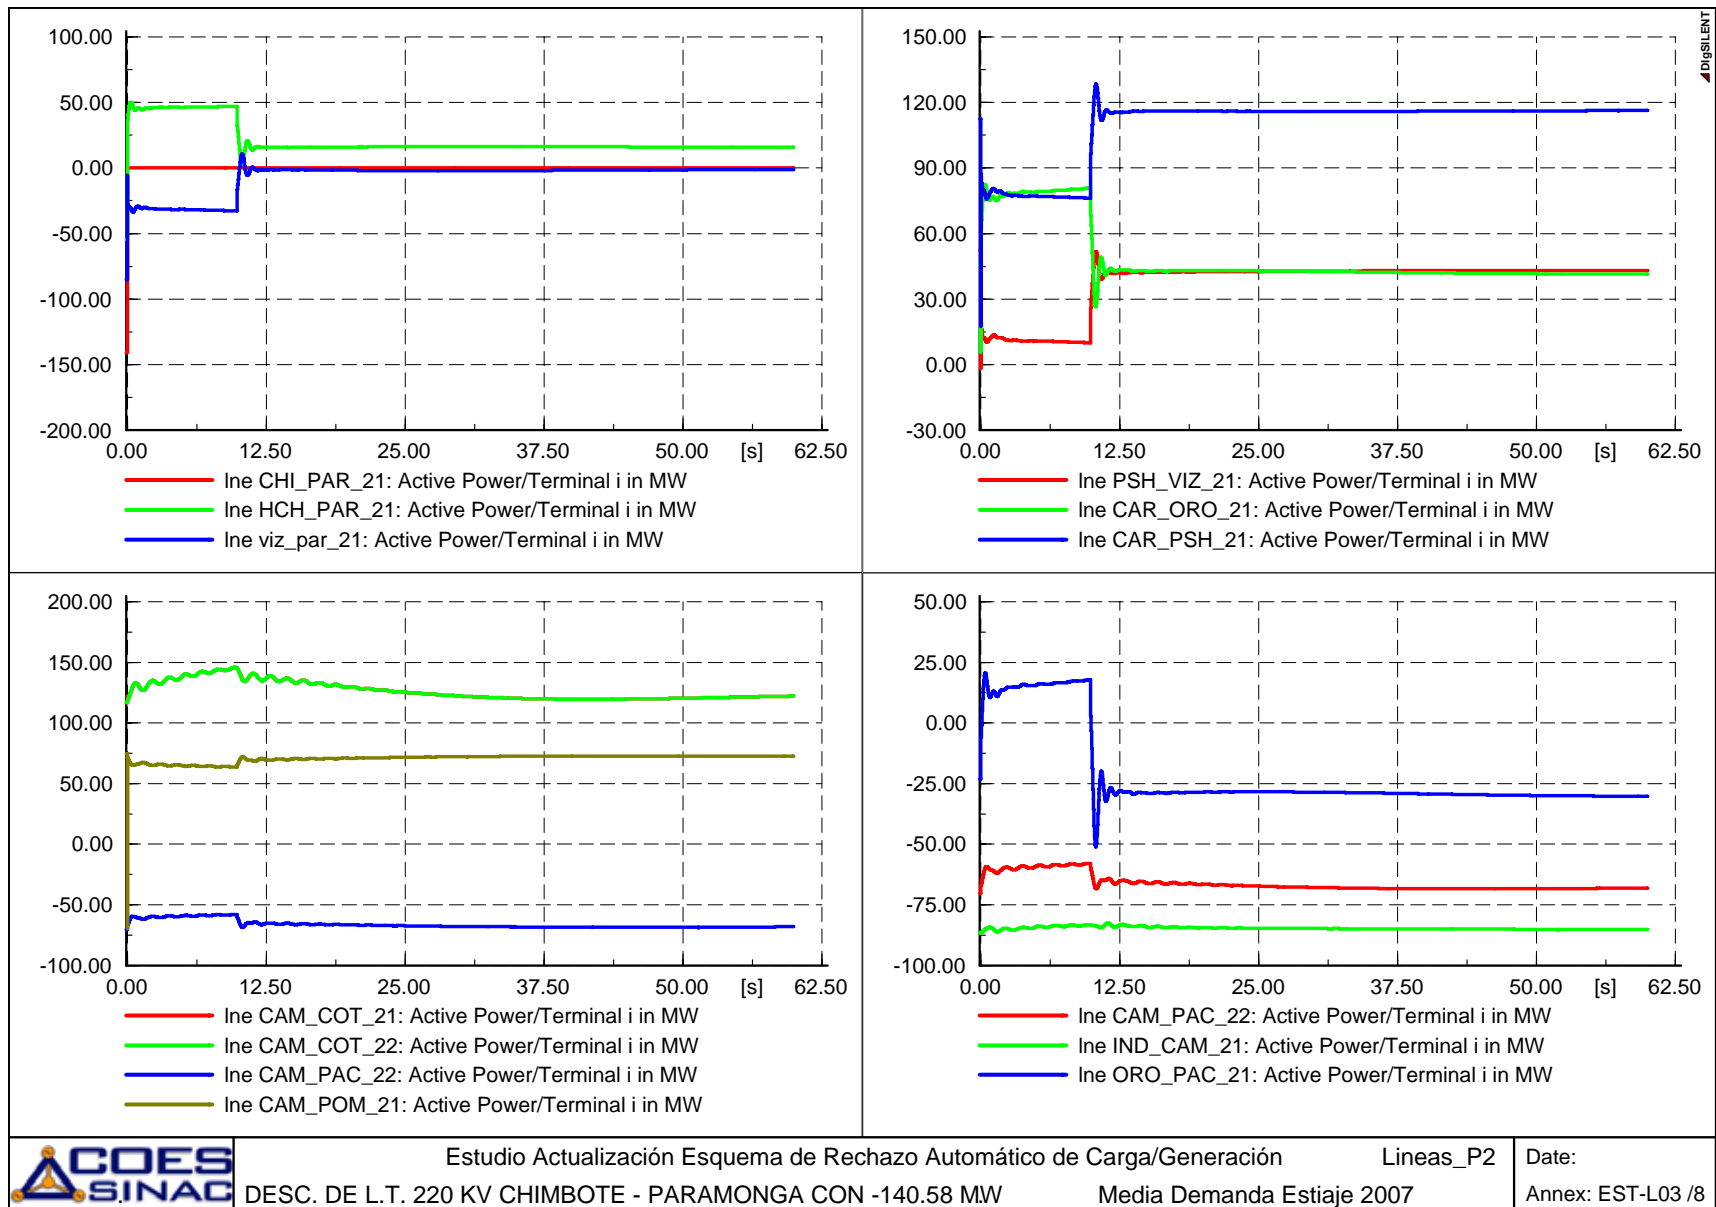 100.00
50.00
0.00
-50.00
-100.00
-150.00
-200.00
0.00 12.50 25.00 37.50 50.00 [s] 62.50
lne CHI_PAR_21: Active Power/Terminal i in MW
lne HCH_PAR_21: Active Power/Terminal i in MW
lne viz_par_21: Active Power/Terminal i in MW
150.00
120.00
90.00
60.00
30.00
0.00
-30.00
0.00 12.50 25.00 37.50 50.00 [s] 62.50
lne PSH_VIZ_21: Active Power/Terminal i in MW
lne CAR_ORO_21: Active Power/Terminal i in MW
lne CAR_PSH_21: Active Power/Terminal i in MW
DIgSILENT
200.00
150.00
100.00
50.00
0.00
-50.00
-100.00
0.00 12.50 25.00 37.50 50.00 [s] 62.50
lne CAM_COT_21: Active Power/Terminal i in MW
lne CAM_COT_22: Active Power/Terminal i in MW
lne CAM_PAC_22: Active Power/Terminal i in MW
lne CAM_POM_21: Active Power/Terminal i in MW
50.00
25.00
0.00
-25.00
-50.00
-75.00
-100.00
0.00 12.50 25.00 37.50 50.00 [s] 62.50
lne CAM_PAC_22: Active Power/Terminal i in MW
lne IND_CAM_21: Active Power/Terminal i in MW
lne ORO_PAC_21: Active Power/Terminal i in MW
COES
SINAC
Estudio Actualización Esquema de Rechazo Automático de Carga/Generación Lineas_P2
DESC. DE L.T. 220 KV CHIMBOTE - PARAMONGA CON -140.58 MW Media Demanda Estiaje 2007
Date:
Annex: EST-L03 /8